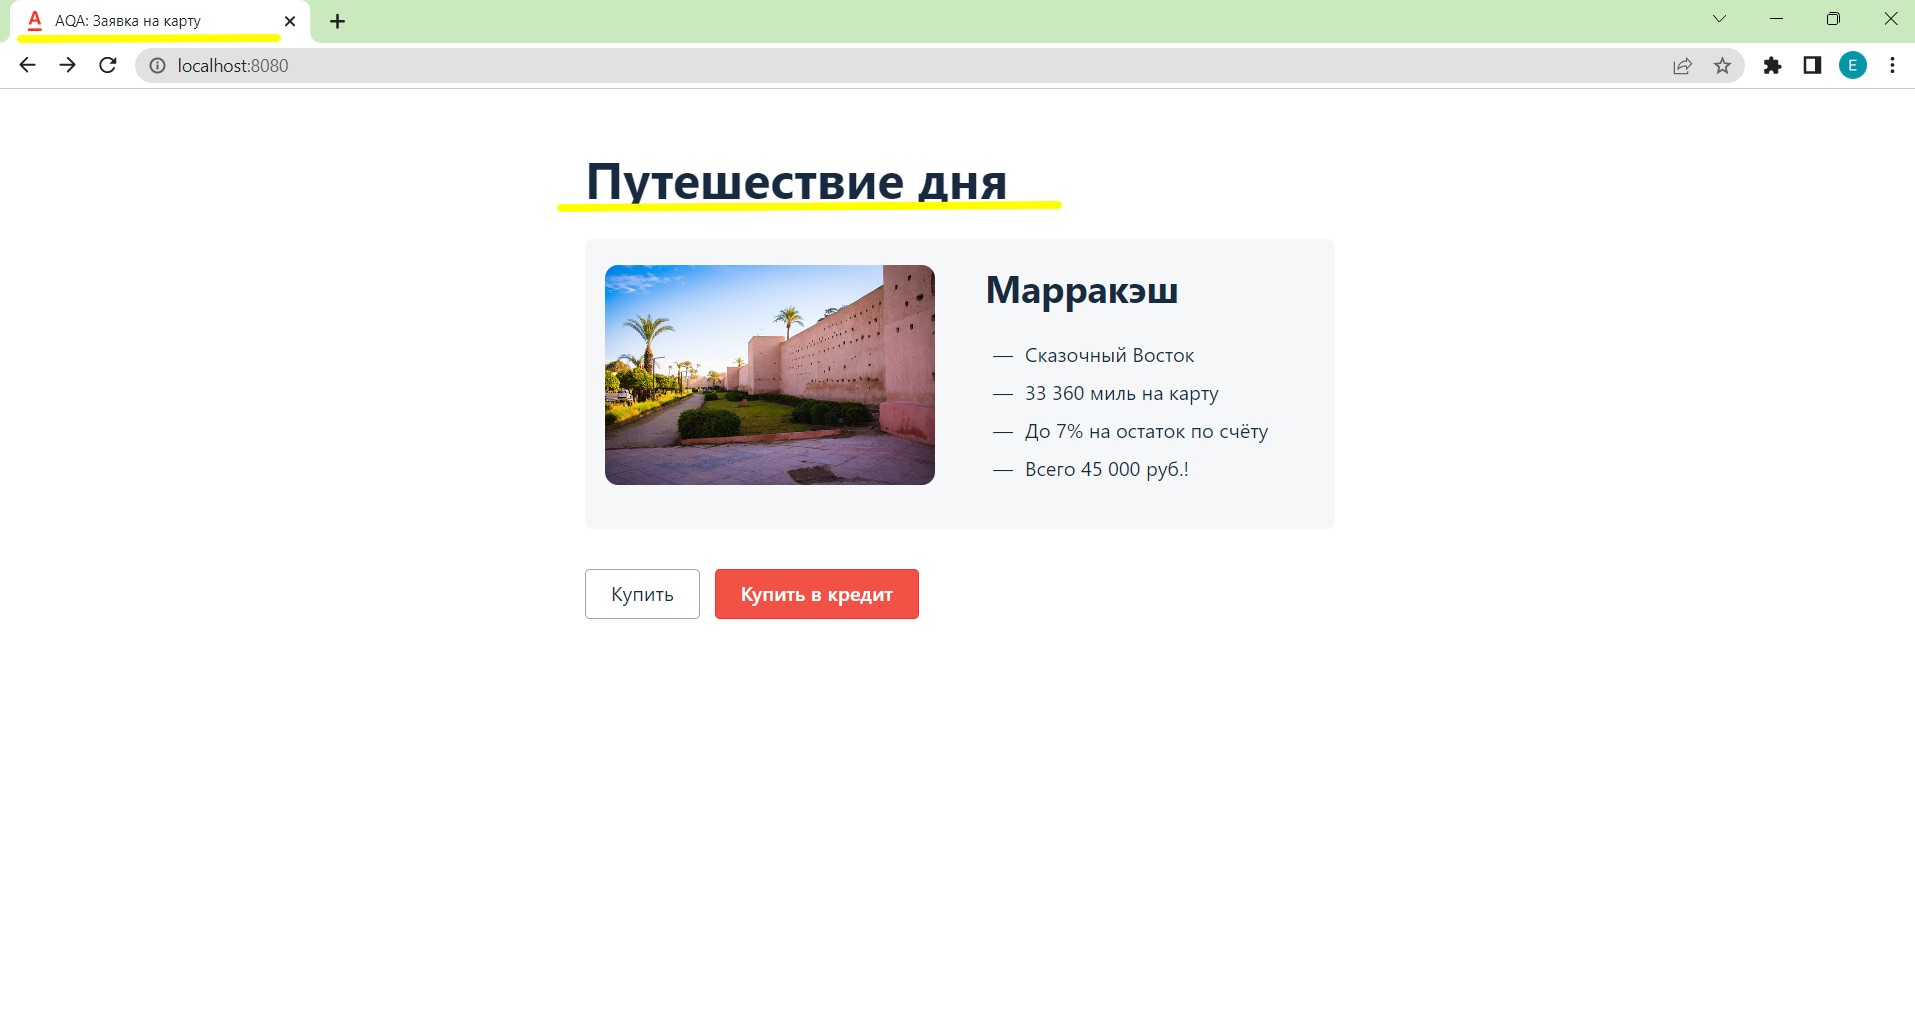 A AQA: Заявка на карту
localhost:8080
E
Путешествие дня
Марракэш
— Сказочный Восток
— 33 360 миль на карту
— До 7% на остаток по счёту
— Всего 45 000 руб.!
Купить Купить в кредит